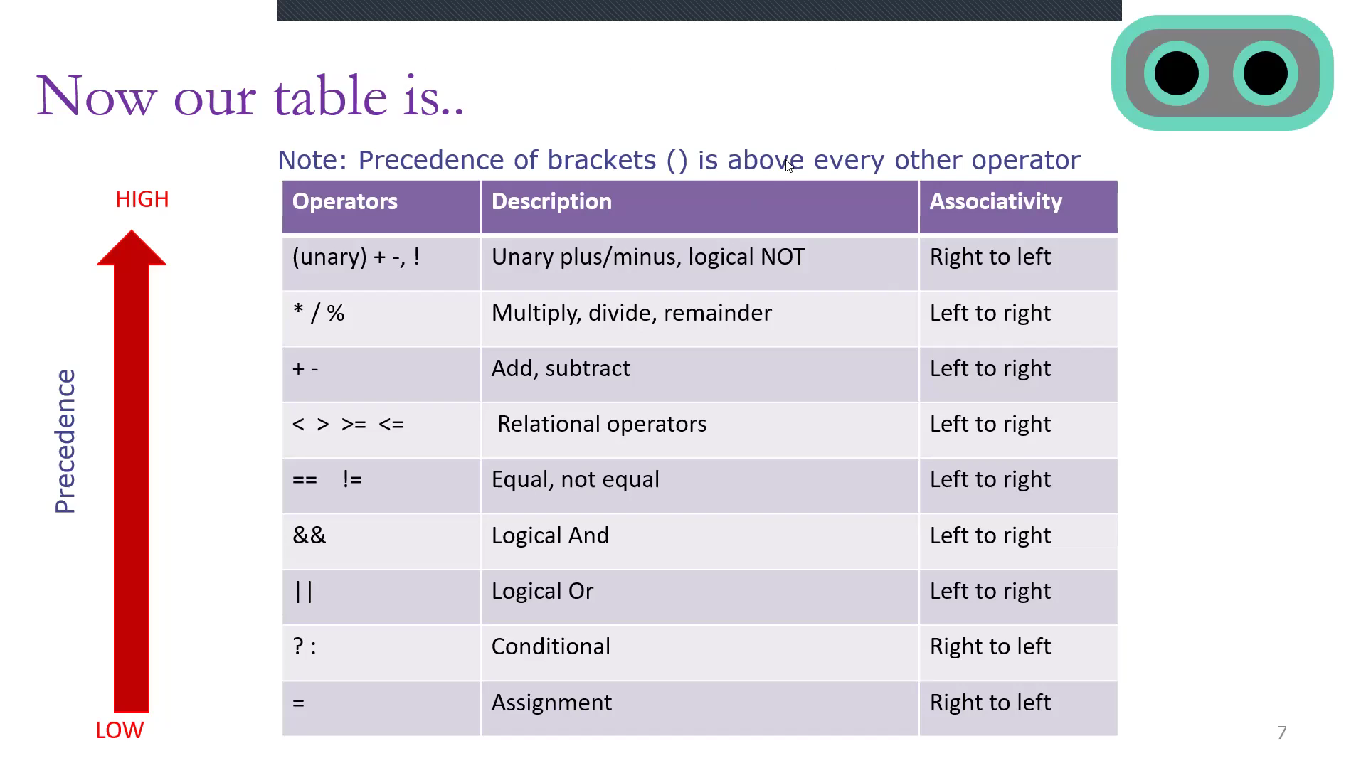 Now our table is..
Note: Precedence of brackets () is above every other operator
HIGH
Precedence
LOW
Operators Description Associativity
(unary) + -, ! Unary plus/minus, logical NOT Right to left
* / % Multiply, divide, remainder Left to right
+ - Add, subtract Left to right
< > >= <= Relational operators Left to right
== != Equal, not equal Left to right
&& Logical And Left to right
|| Logical Or Left to right
? : Conditional Right to left
= Assignment Right to left
7